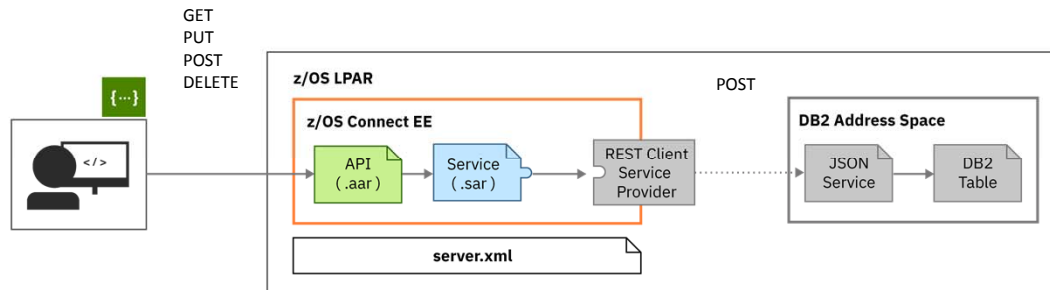 GET
PUT
POST
DELETE
{...}
</>
z/OS LPAR
z/OS Connect EE
API
(.aar)
Service
(.sar)
REST Client
Service
Provider
server.xml
POST
DB2 Address Space
JSON
Service
DB2
Table